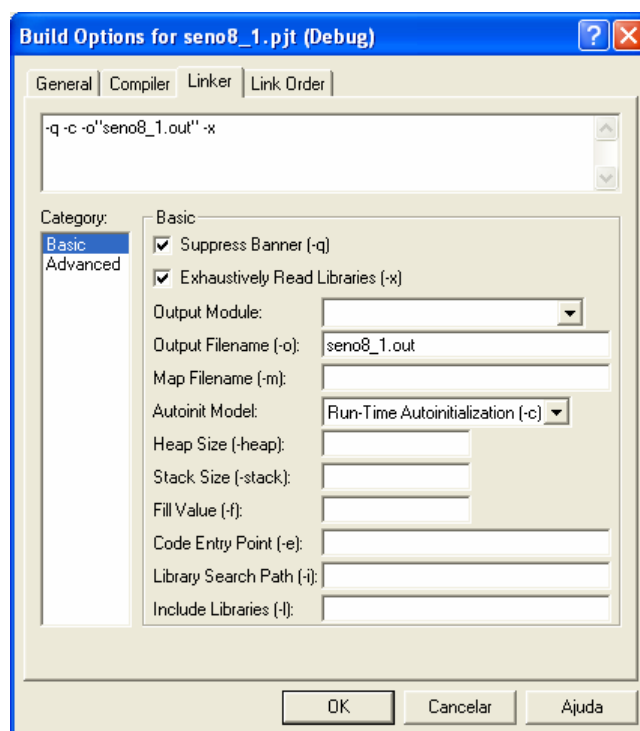 Build Options for seno8_1.pjt (Debug)
General Compiler Linker Link Order
-q -c -o"seno8_1.out" -x
Category:
Basic
Advanced
Basic
Suppress Banner (-q)
Exhaustively Read Libraries (-x)
Output Module:
Output Filename (-o): seno8_1.out
Map Filename (-m):
Autoinit Model: Run-Time Autoinitialization (-c)
Heap Size (-heap):
Stack Size (-stack):
Fill Value (-f):
Code Entry Point (-e):
Library Search Path (-i):
Include Libraries (-l):
OK Cancelar Ajuda